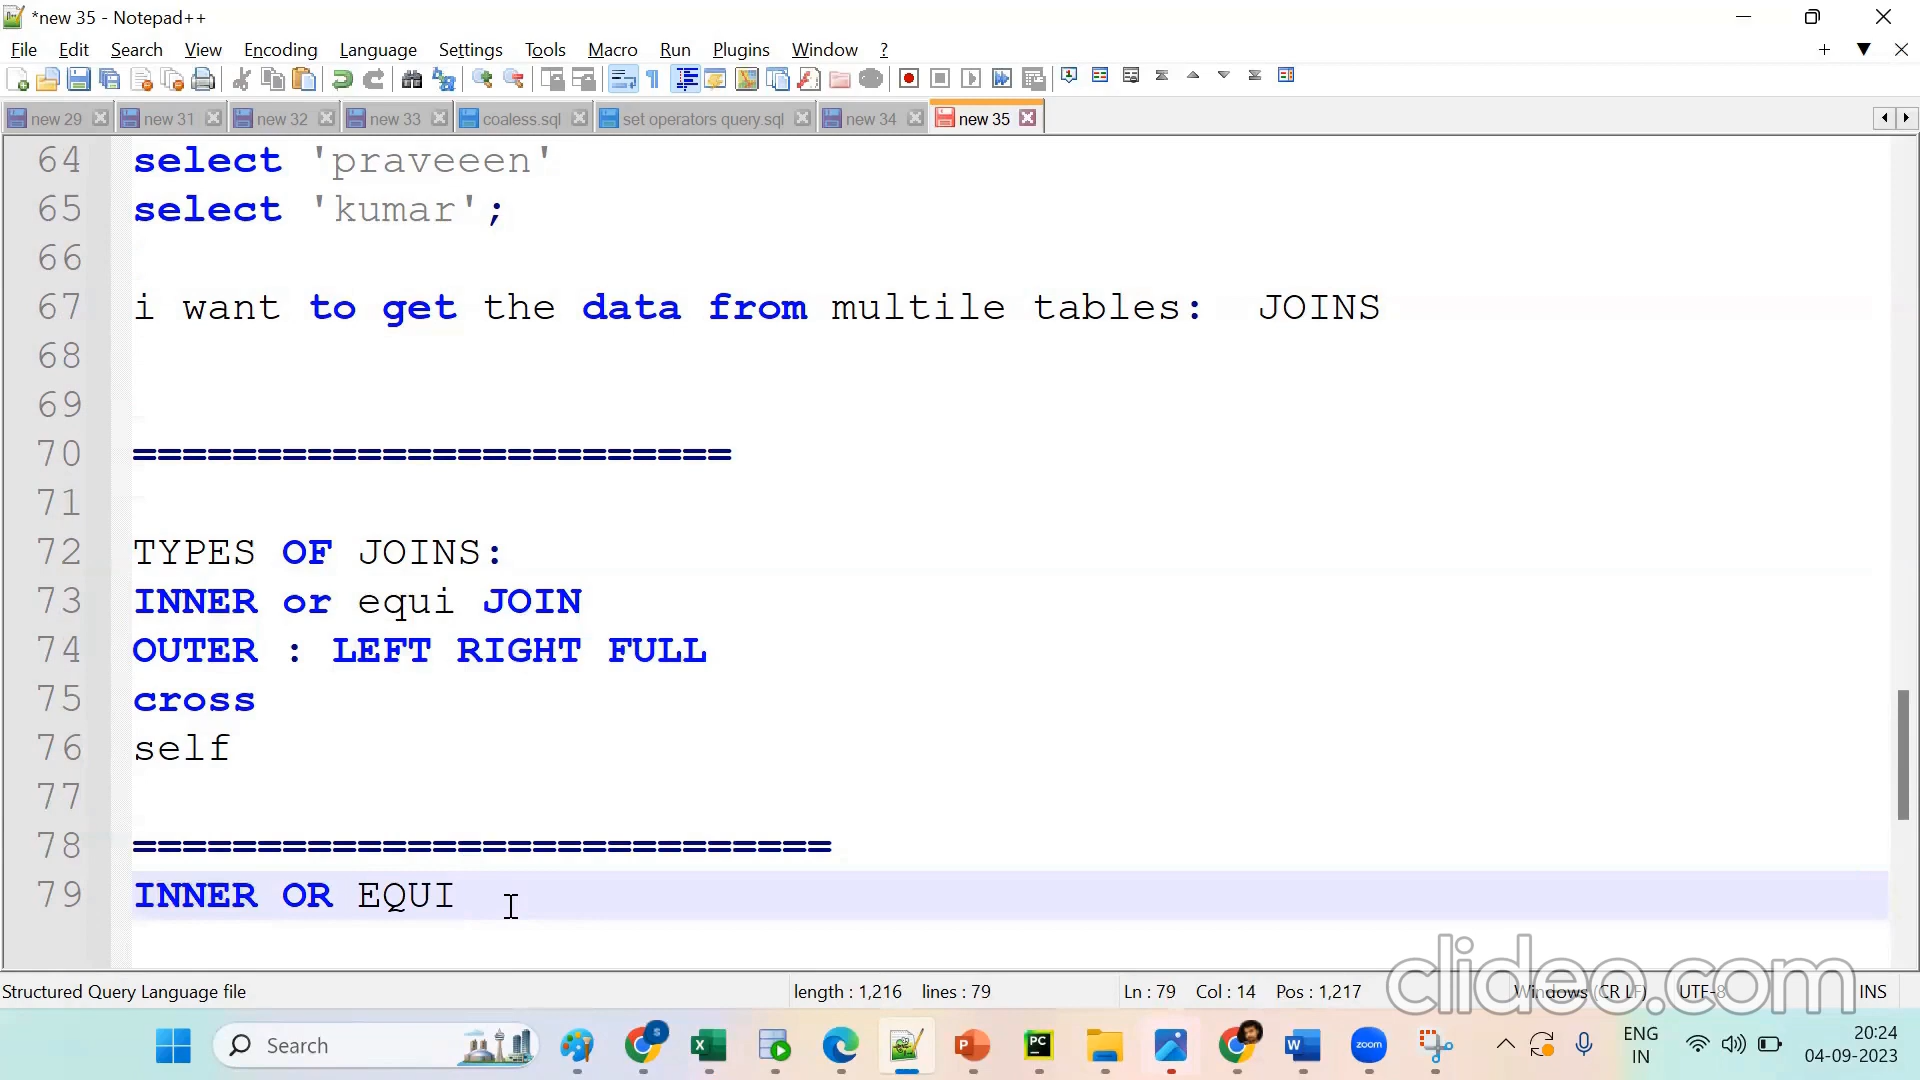 *new 35 - Notepad++
File Edit Search View Encoding Language Settings Tools Macro Run Plugins Window ?
new 29 new 31 new 32 new 33 coaless.sql set operators query.sql new 34 new 35
64 select 'praveeen'
65 select 'kumar';
66
67 i want to get the data from multile tables: JOINS
68
69
70 ========================
71
72 TYPES OF JOINS:
73 INNER or equi JOIN
74 OUTER : LEFT RIGHT FULL
75 cross
76 self
77
78 ============================
79 INNER OR EQUI
clideo.com
Structured Query Language file length : 1,216 lines : 79 Ln : 79 Col : 14 Pos : 1,217 Windows (CR LF) UTF-8 INS
Search
S
X
P
PC
W
zoom
ENG
IN
20:24
04-09-2023